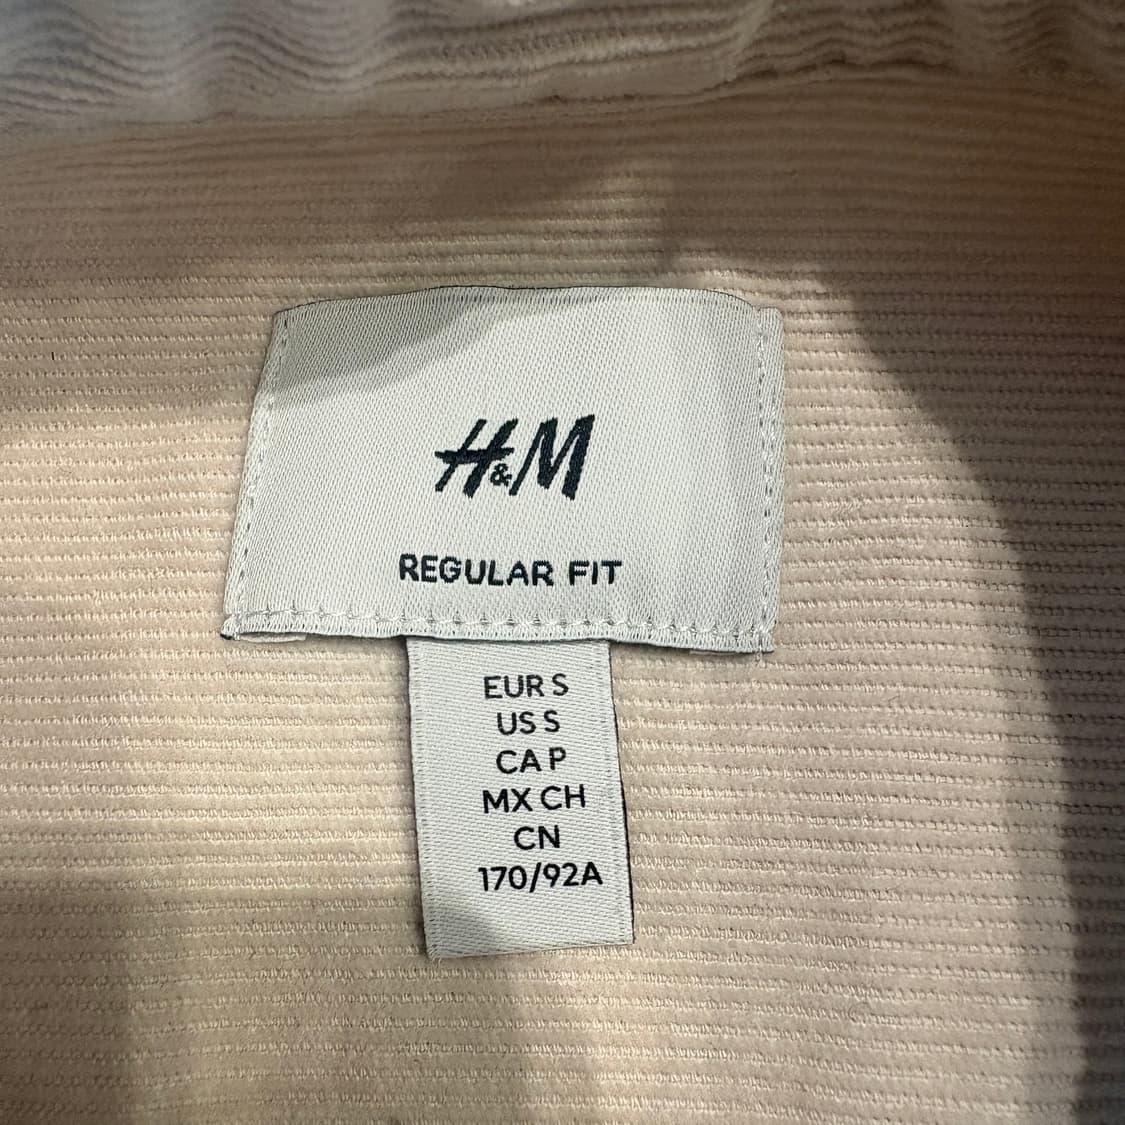 H&M
REGULAR FIT
EUR S
US S
CA P
MX CH
CN
170/92A